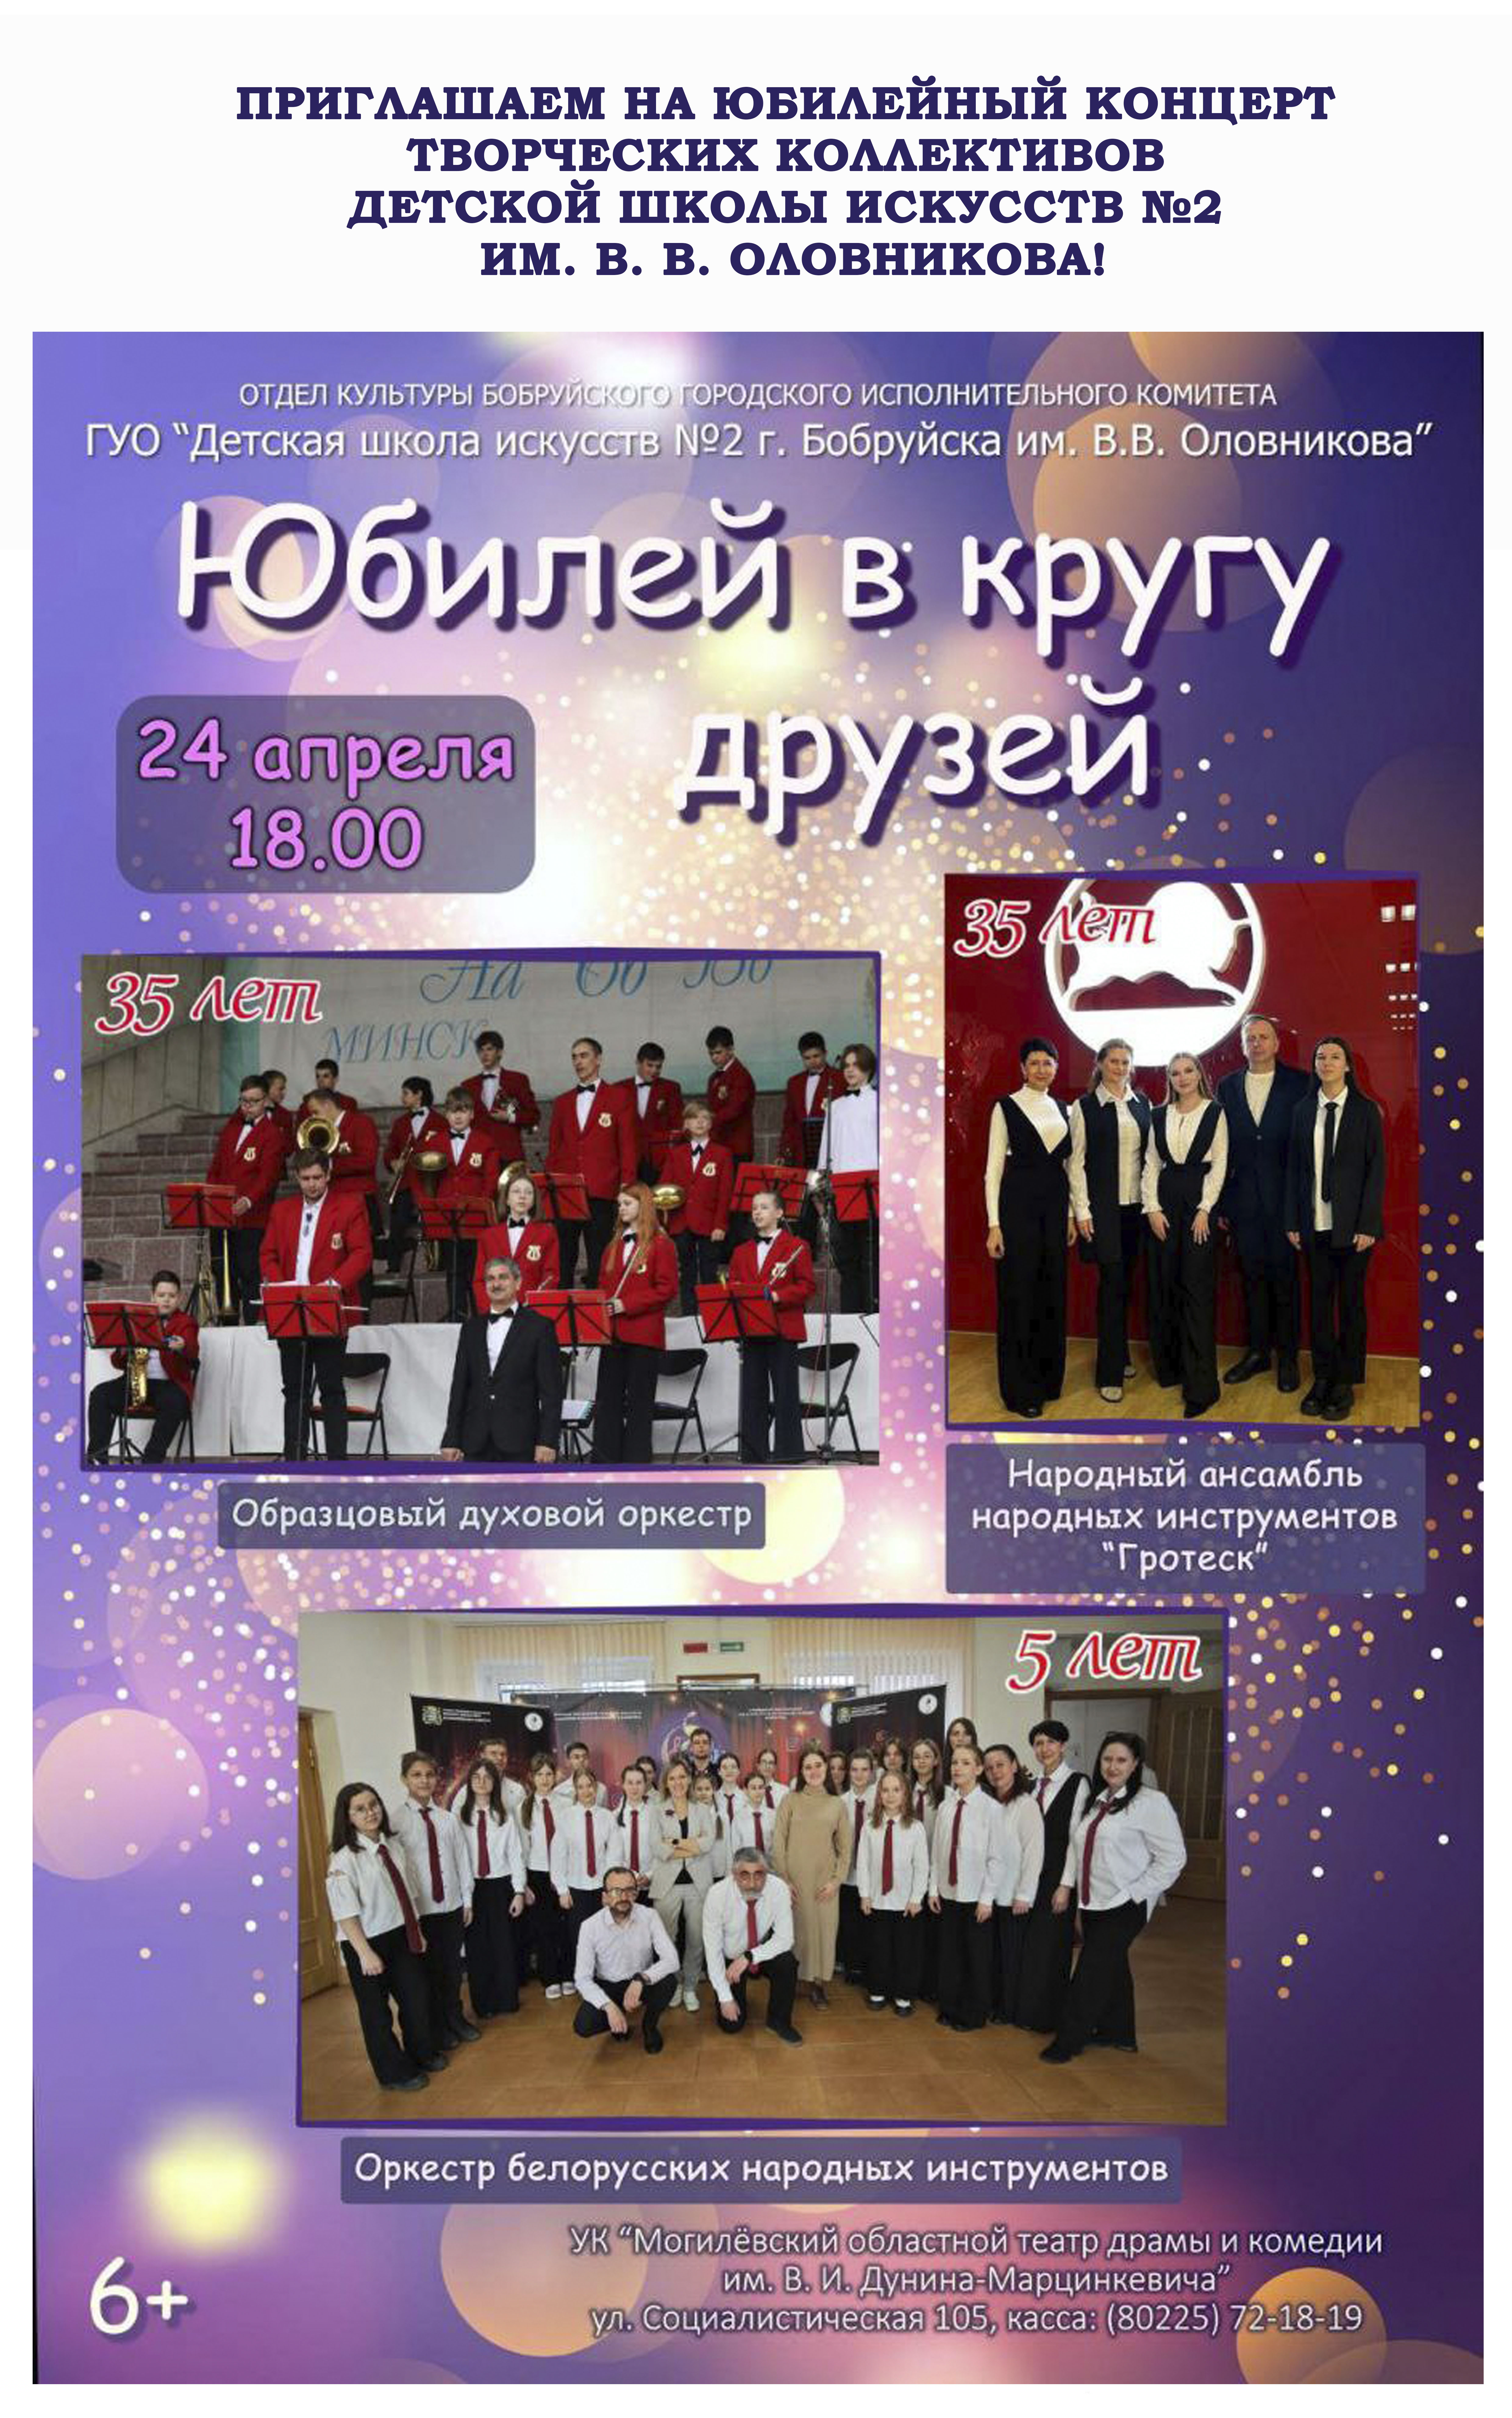 ПРИГЛАШАЕМ НА ЮБИЛЕЙНЫЙ КОНЦЕРТ
ТВОРЧЕСКИХ КОЛЛЕКТИВОВ
ДЕТСКОЙ ШКОЛЫ ИСКУССТВ №2
ИМ. В. В. ОЛОВНИКОВА!
ОТДЕЛ КУЛЬТУРЫ БОБРУЙСКОГО ГОРОДСКОГО ИСПОЛНИТЕЛЬНОГО КОМИТЕТА
ГУО “Детская школа искусств №2 г. Бобруйска им. В.В. Оловникова”
Юбилей в кругу
друзей
24 апреля
18.00
35 лет
МИНСК
Образцовый духовой оркестр
35 лет
Народный ансамбль
народных инструментов
“Гротеск”
5 лет
Оркестр белорусских народных инструментов
УК “Могилёвский областной театр драмы и комедии
им. В. И. Дунина-Марцинкевича”
ул. Социалистическая 105, касса: (80225) 72-18-19
6+